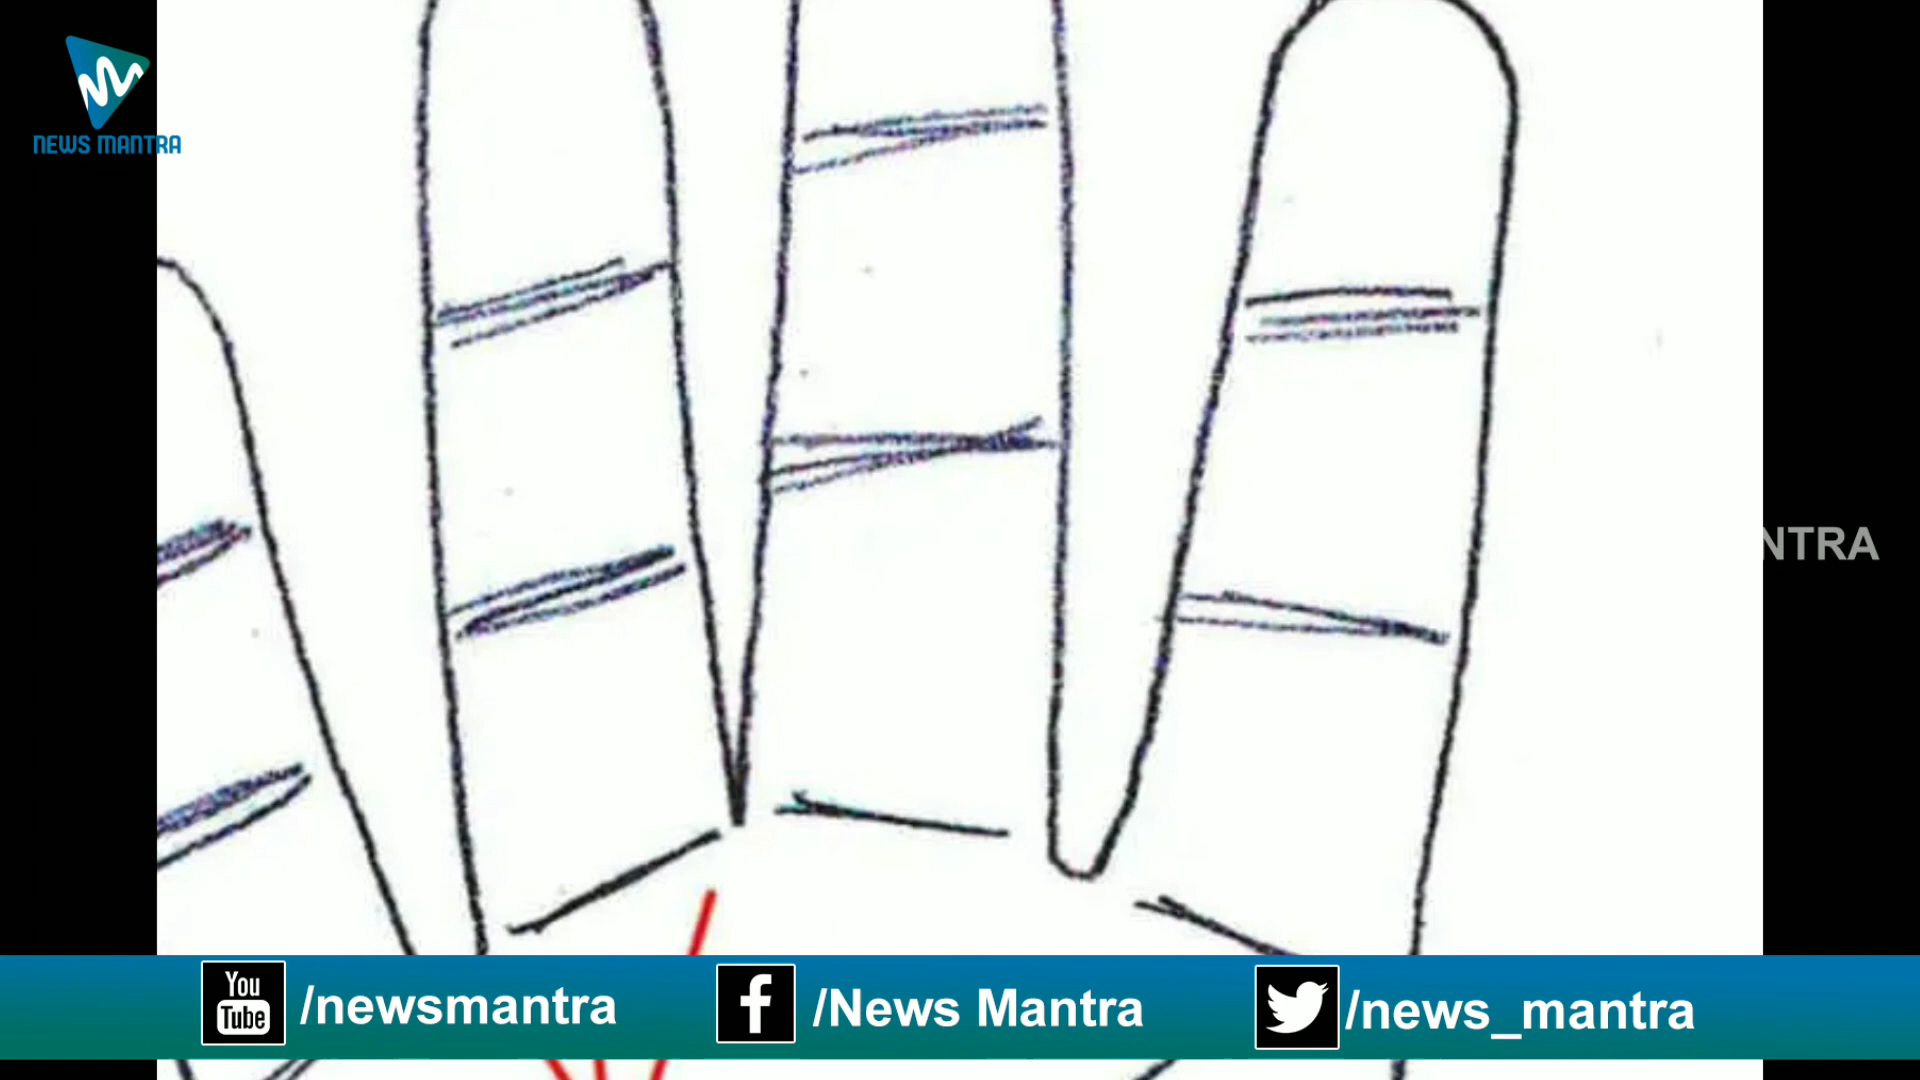 NEWS MANTRA
NTRA
You
Tube
/newsmantra
f
/News Mantra
/news_mantra